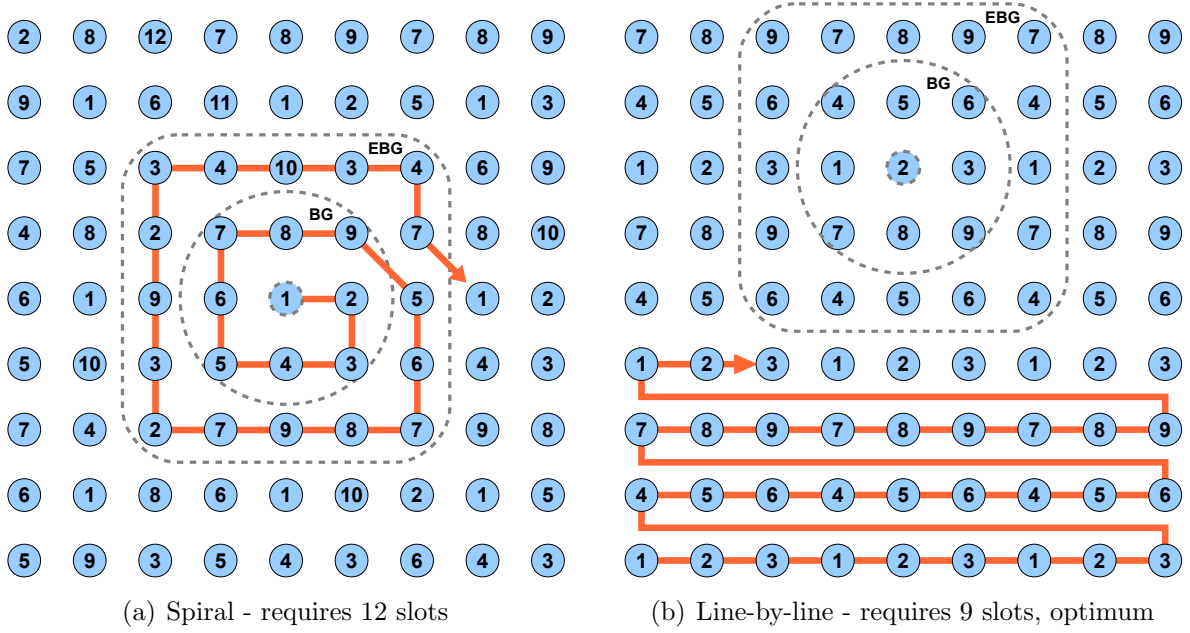 2 8 12 7 8 9 7 8 9
9 1 6 11 1 2 5 1 3
EBG
7 5 3 4 10 3 4 6 9
BG
4 8 2 7 8 9 7 8 10
6 1 9 6 1 2 5 1 2
5 10 3 5 4 3 6 4 3
7 4 2 7 9 8 7 9 8
6 1 8 6 1 10 2 1 5
5 9 3 5 4 3 6 4 3
(a) Spiral - requires 12 slots
EBG
7 8 9 7 8 9 7 8 9
BG
4 5 6 4 5 6 4 5 6
1 2 3 1 2 3 1 2 3
7 8 9 7 8 9 7 8 9
4 5 6 4 5 6 4 5 6
1 2 3 1 2 3 1 2 3
7 8 9 7 8 9 7 8 9
4 5 6 4 5 6 4 5 6
1 2 3 1 2 3 1 2 3
(b) Line-by-line - requires 9 slots, optimum